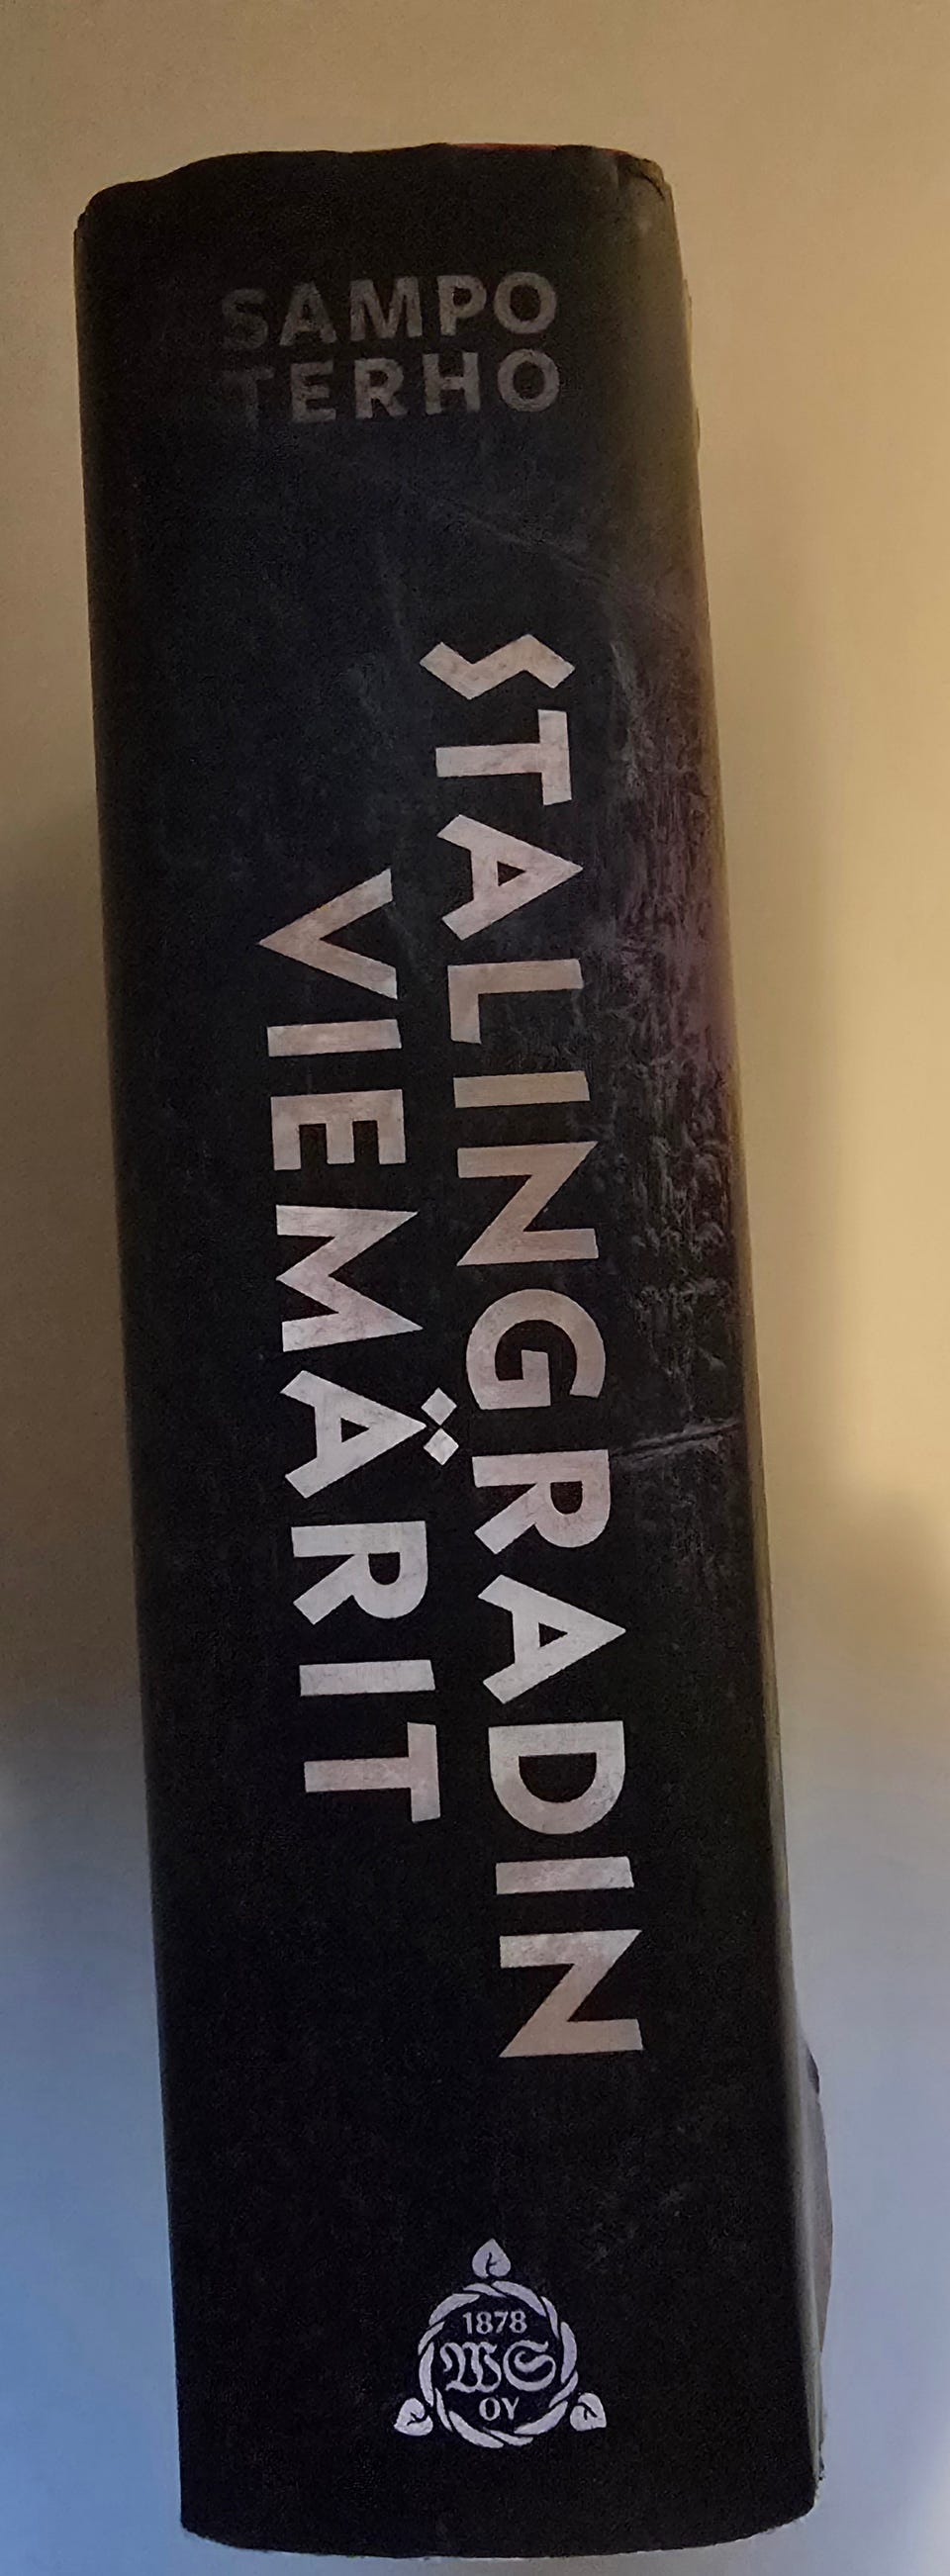 SAMPO
TERHO
STALINGRADIN
VIEMÄRIT
1878
WS
OY